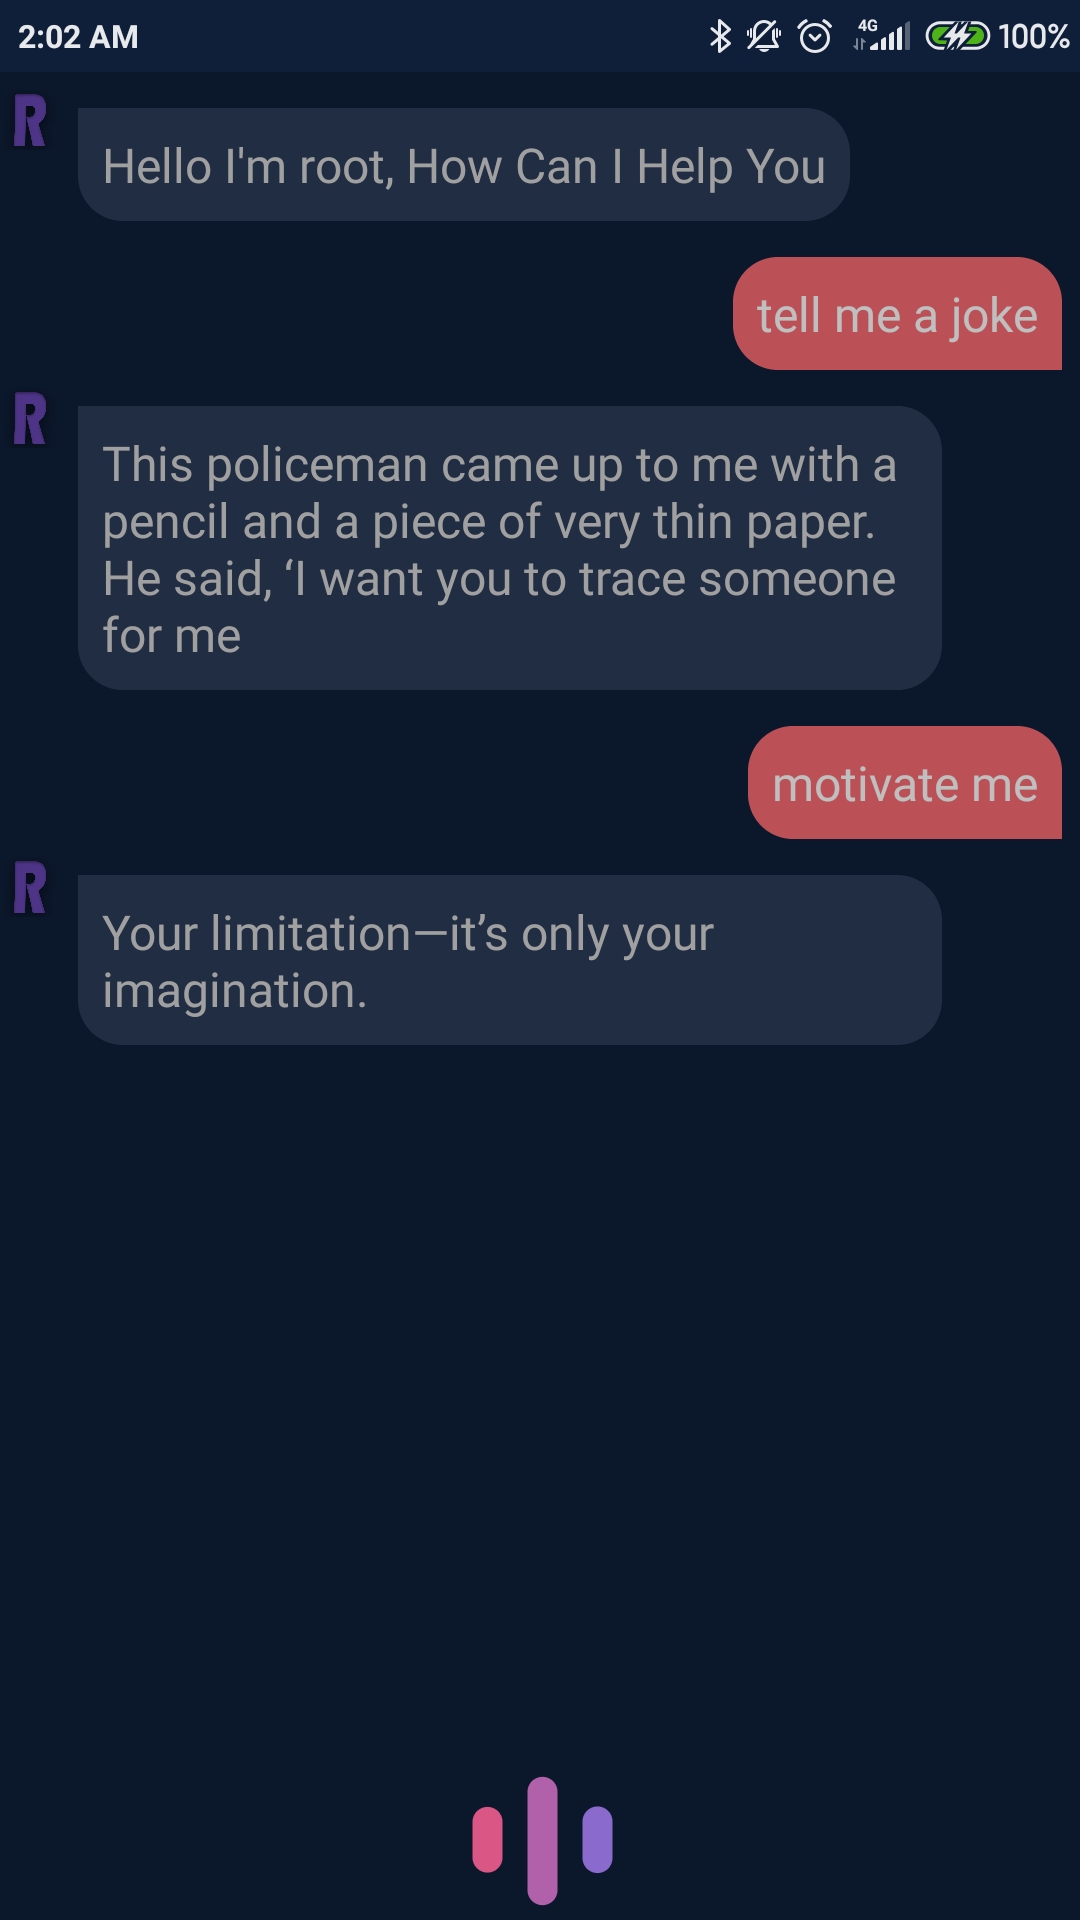 2:02 AM
4G
100%
R
Hello I'm root, How Can I Help You
tell me a joke
R
This policeman came up to me with a
pencil and a piece of very thin paper.
He said, ‘I want you to trace someone
for me
motivate me
R
Your limitation—it’s only your
imagination.